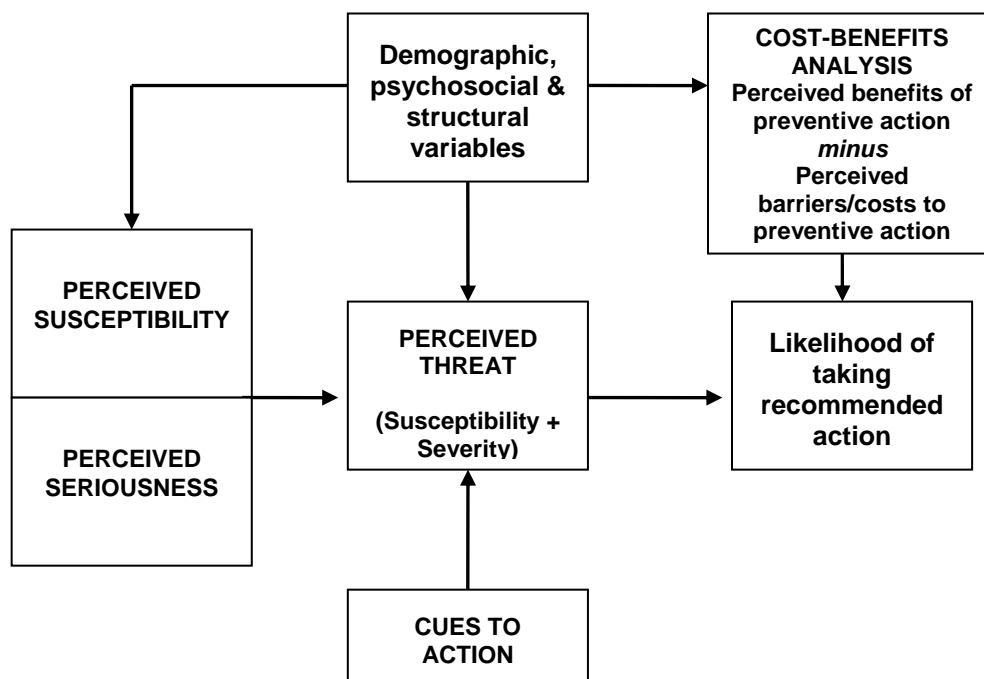 Demographic,
psychosocial &
structural
variables
COST-BENEFITS
ANALYSIS
Perceived benefits of
preventive action
minus
Perceived
barriers/costs to
preventive action
PERCEIVED
SUSCEPTIBILITY
PERCEIVED
SERIOUSNESS
PERCEIVED
THREAT
(Susceptibility +
Severity)
Likelihood of
taking
recommended
action
CUES TO
ACTION